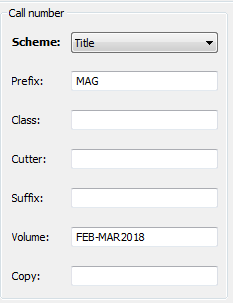 Call number
Scheme: Title
Prefix: MAG
Class:
Cutter:
Suffix:
Volume: FEB-MAR2018
Copy: